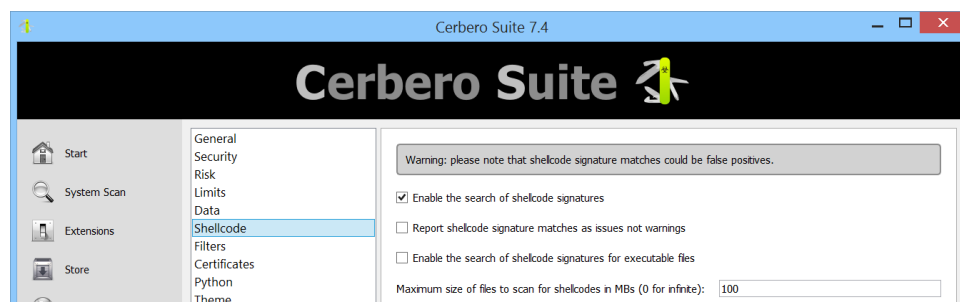 Cerbero Suite 7.4
Cerbero Suite
Start
System Scan
Extensions
Store
General
Security
Risk
Limits
Data
Shellcode
Filters
Certificates
Python
Theme
Warning: please note that shellcode signature matches could be false positives.
Enable the search of shellcode signatures
Report shellcode signature matches as issues not warnings
Enable the search of shellcode signatures for executable files
Maximum size of files to scan for shellcodes in MBs (0 for infinite): 100